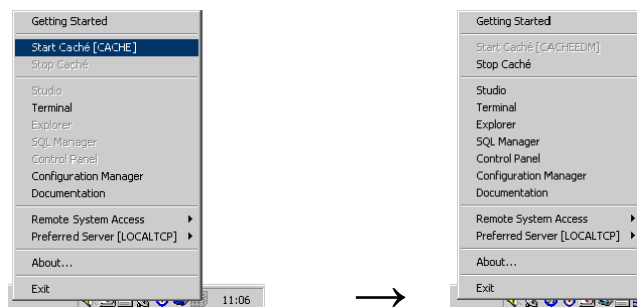 Getting Started
Start Caché [CACHE]
Stop Caché
Studio
Terminal
Explorer
SQL Manager
Control Panel
Configuration Manager
Documentation
Remote System Access
Preferred Server [LOCALTCP]
About...
Exit
11:06
Getting Started
Start Caché [CACHEEDM]
Stop Caché
Studio
Terminal
Explorer
SQL Manager
Control Panel
Configuration Manager
Documentation
Remote System Access
Preferred Server [LOCALTCP]
About...
Exit